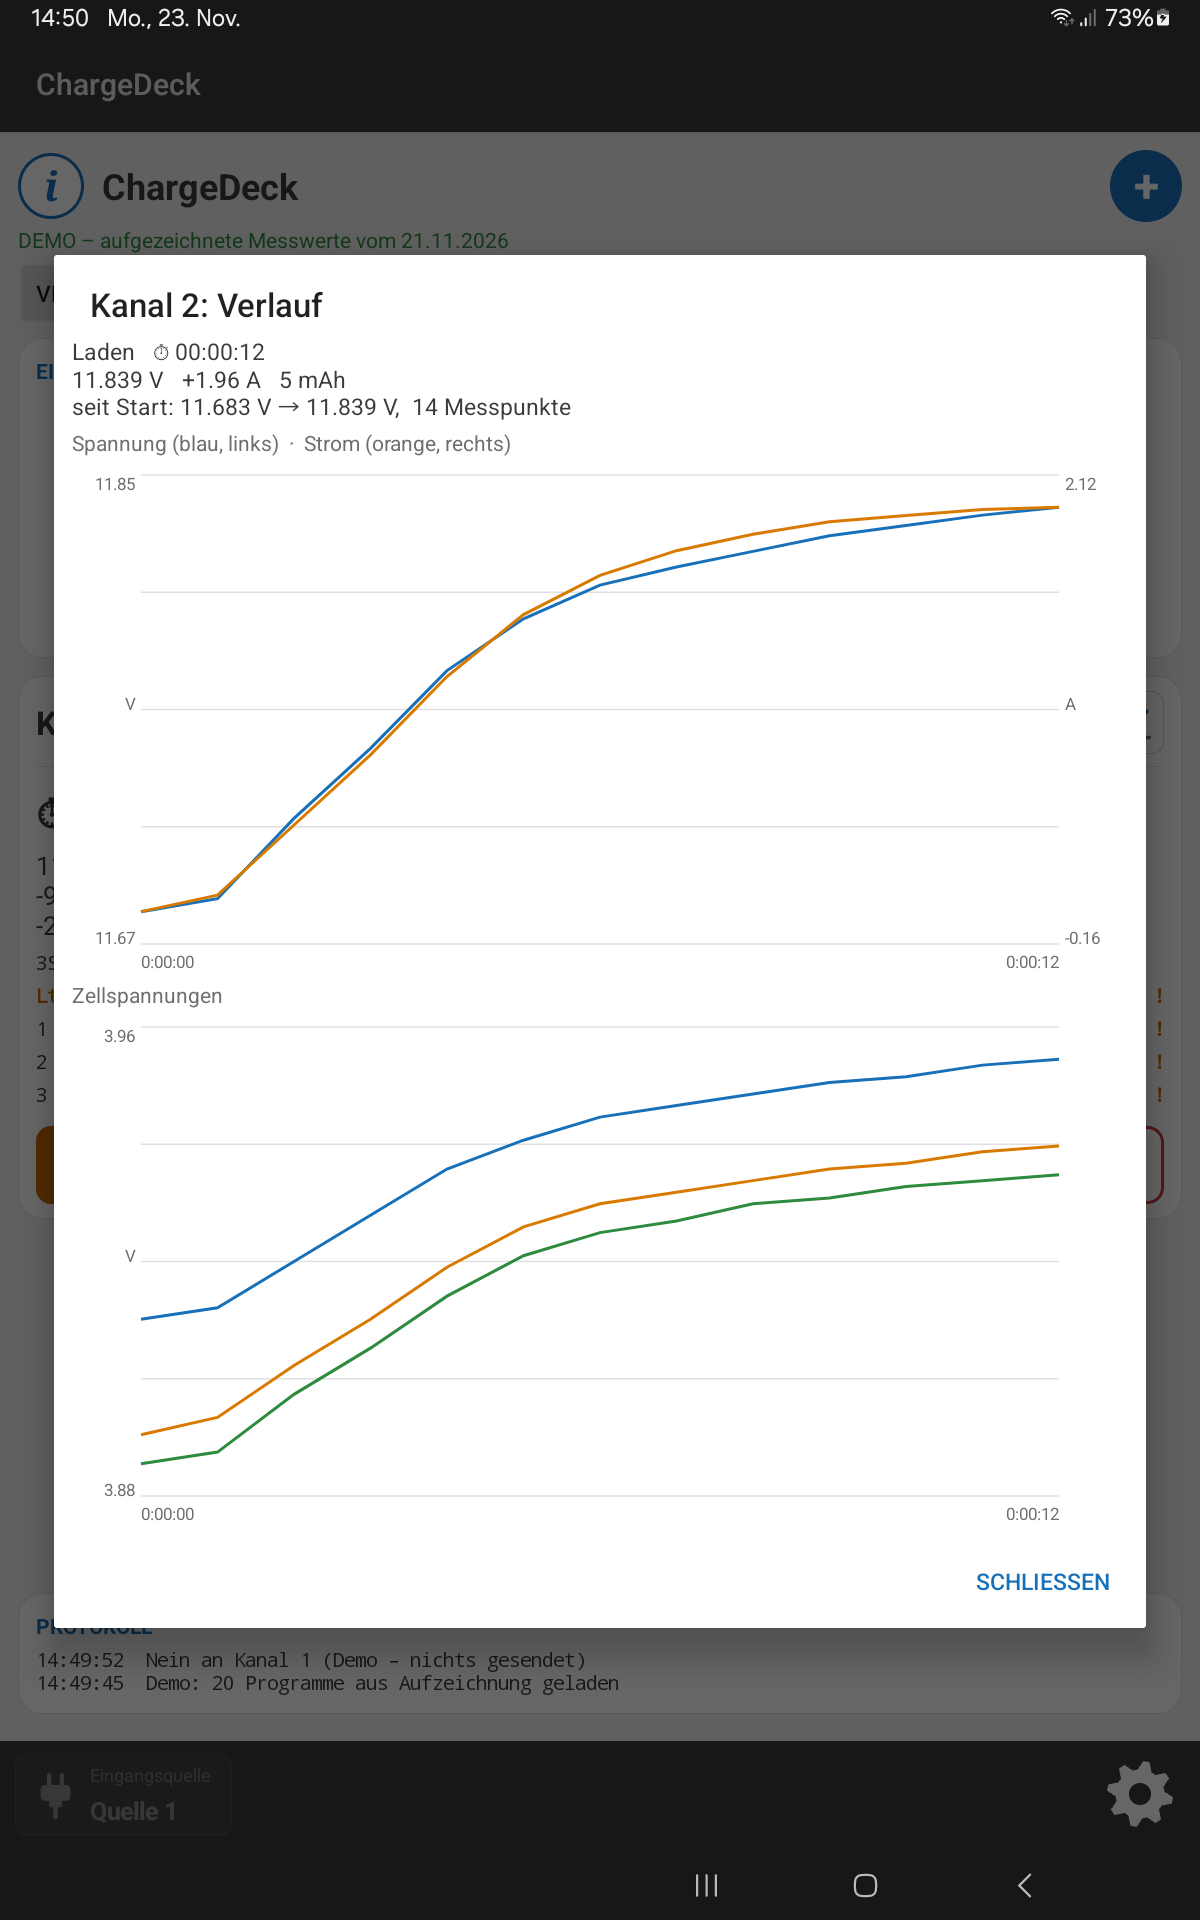 14:50 Mo., 23. Nov. 73%
ChargeDeck
i ChargeDeck +
DEMO – aufgezeichnete Messwerte vom 21.11.2026
Kanal 2: Verlauf
Laden ⏱ 00:00:12
11.839 V +1.96 A 5 mAh
seit Start: 11.683 V → 11.839 V, 14 Messpunkte
Spannung (blau, links) · Strom (orange, rechts)
11.85 2.12
V A
11.67 -0.16
0:00:00 0:00:12
Zellspannungen
3.96
V
3.88
0:00:00 0:00:12
1 !
2 !
3 !
SCHLIESSEN
PROTOKOLL
14:49:52 Nein an Kanal 1 (Demo – nichts gesendet)
14:49:45 Demo: 20 Programme aus Aufzeichnung geladen
Eingangsquelle
Quelle 1